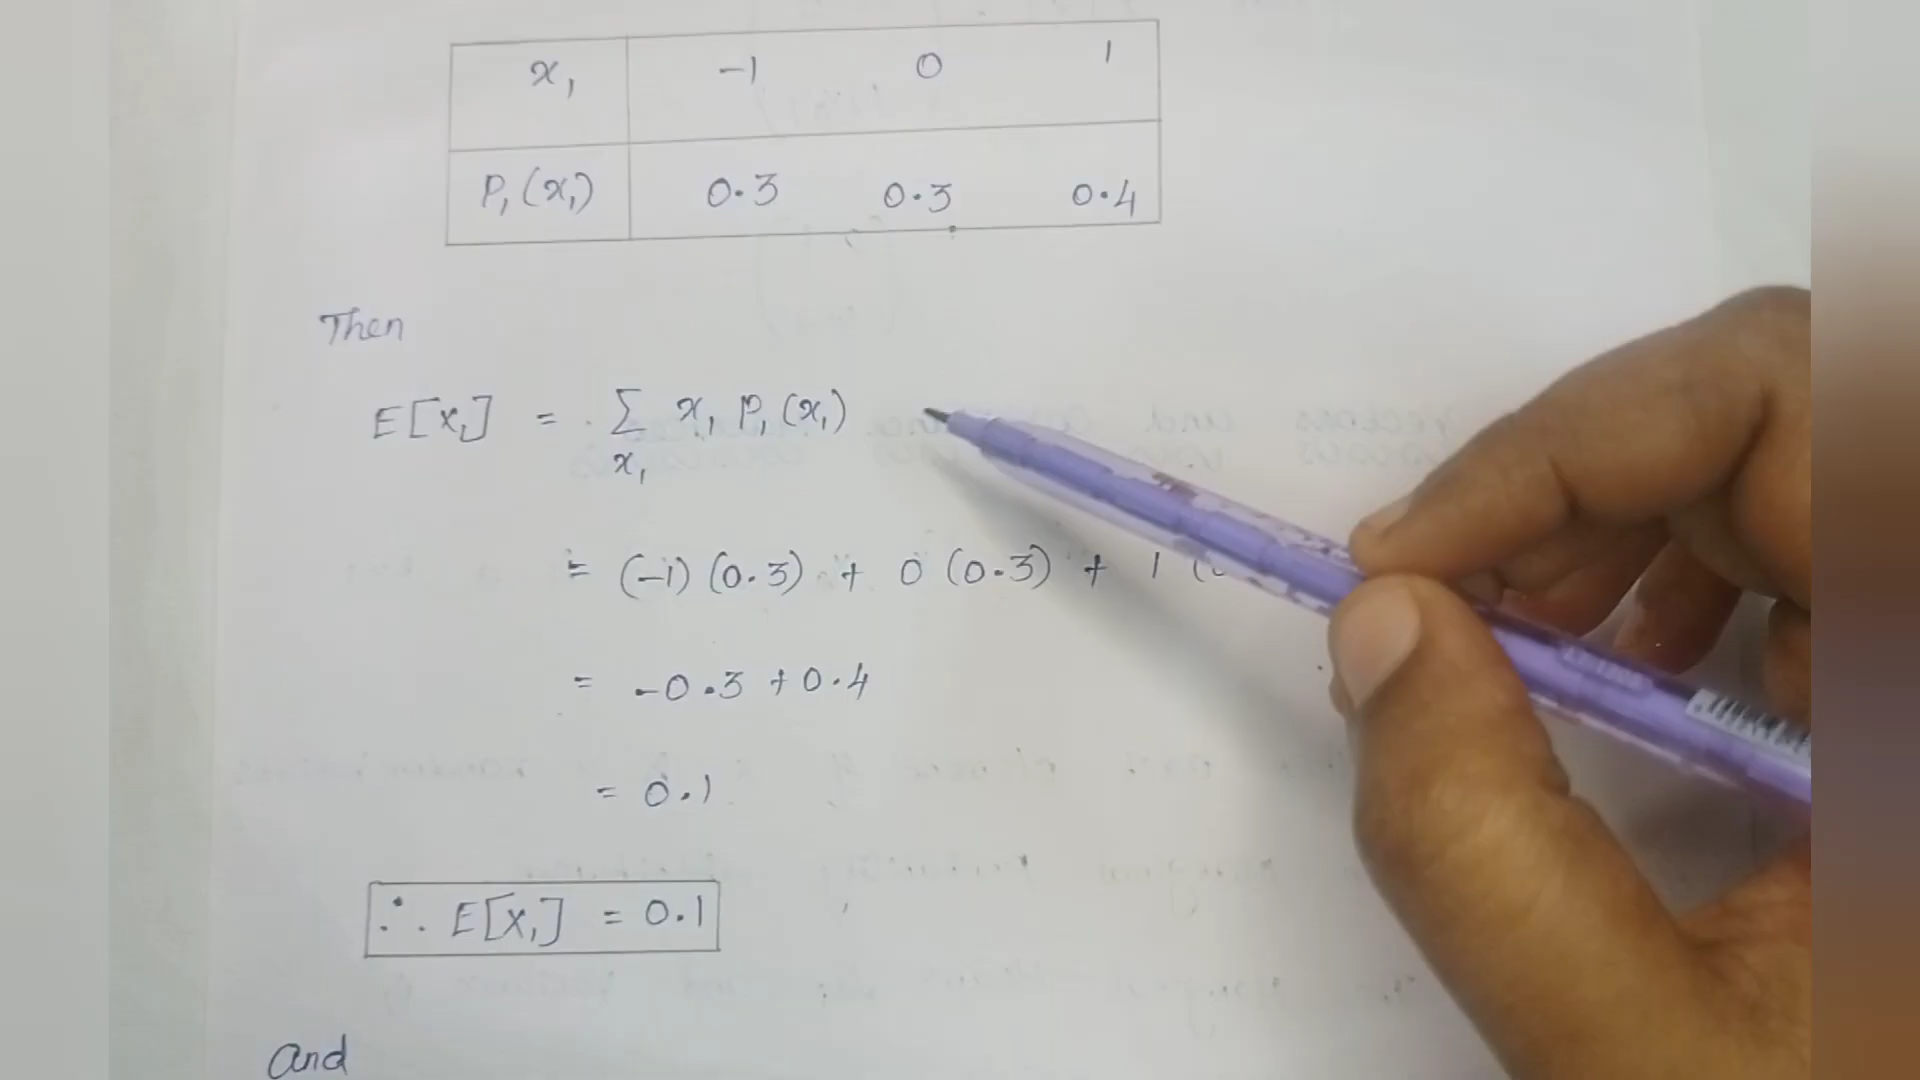 x₁ -1 0 1
P₁(x₁) 0.3 0.3 0.4
Then
E[X₁] = Σ x₁ P₁(x₁)
x₁
= (-1)(0.3) + 0(0.3) + 1(
= -0.3 + 0.4
= 0.1
∴ E[X₁] = 0.1
and